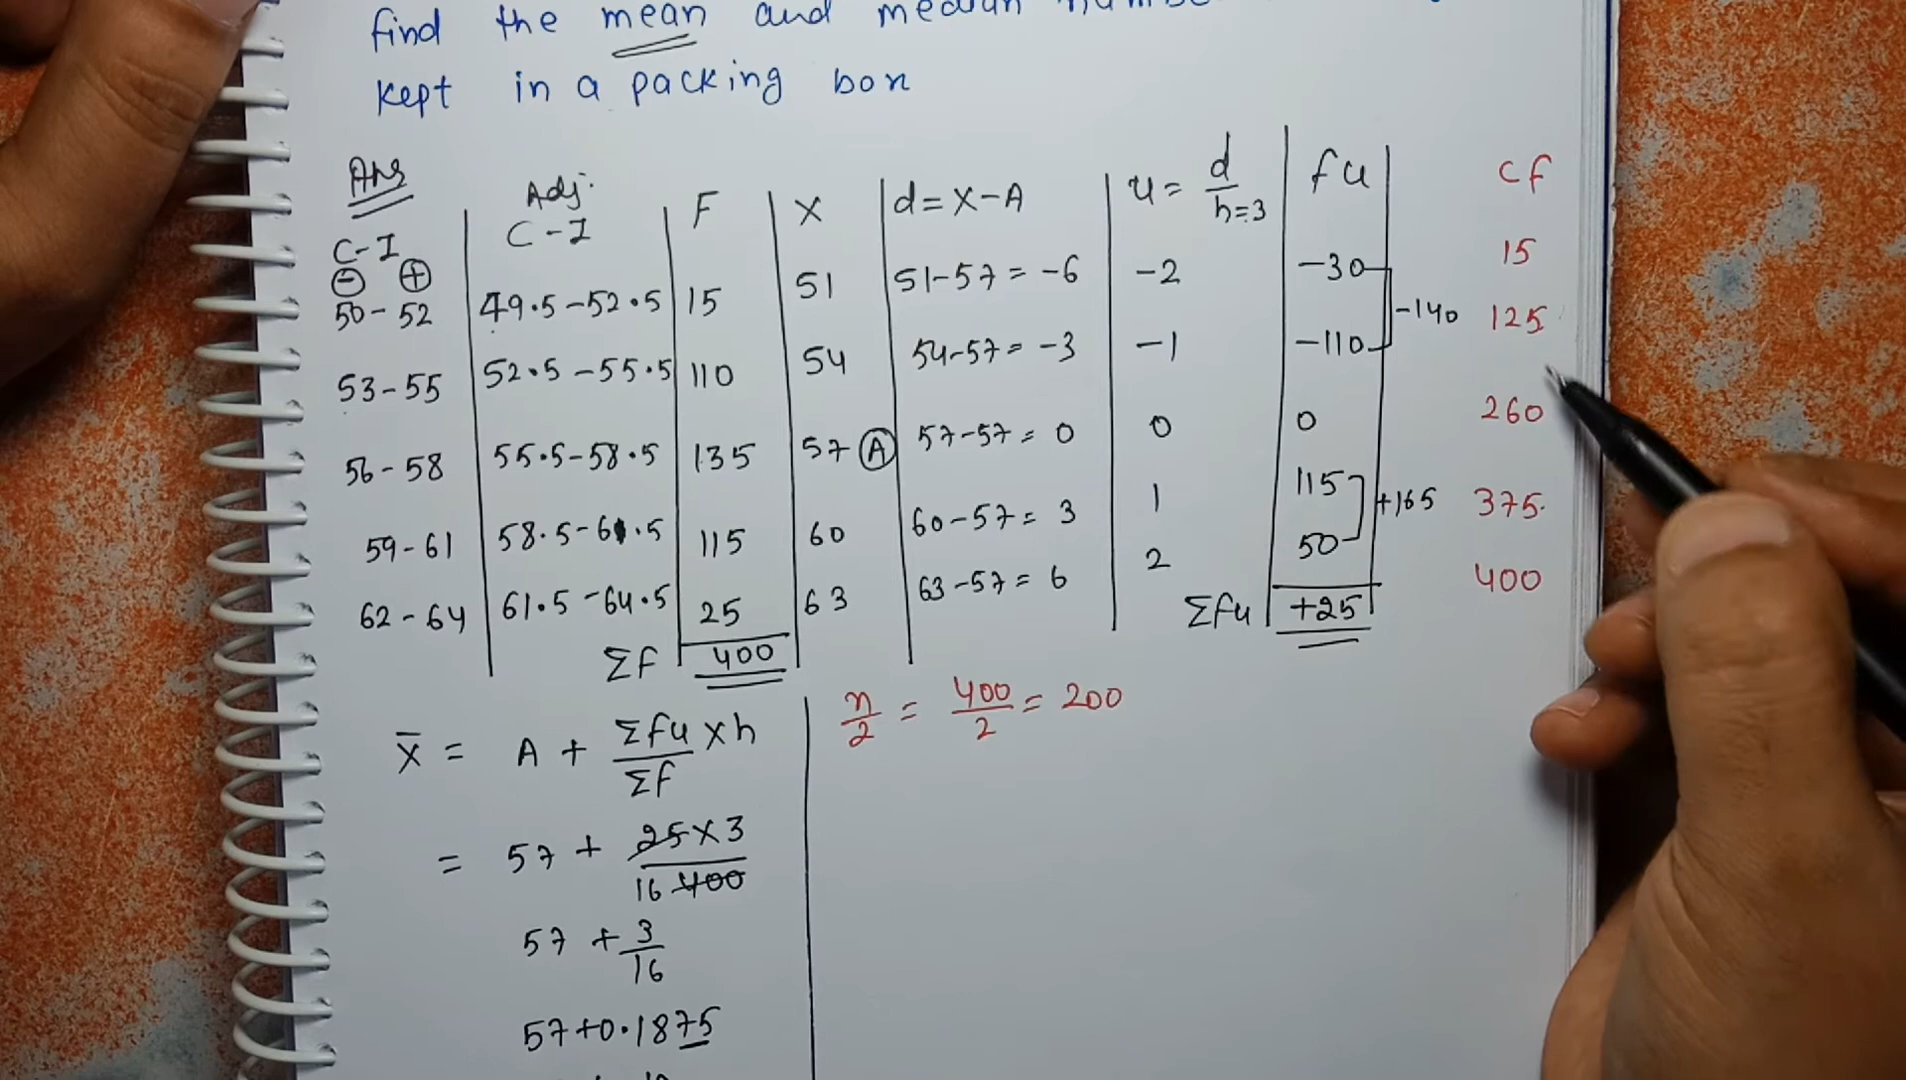 find the mean and median
kept in a packing box
Ans
C-I | Adj. C-I | F | X | d = X-A | u = d/h=3 | fu | cf
⊖ ⊕
50-52 | 49.5-52.5 | 15 | 51 | 51-57 = -6 | -2 | -30 | 15
53-55 | 52.5-55.5 | 110 | 54 | 54-57 = -3 | -1 | -110 | -140 | 125
56-58 | 55.5-58.5 | 135 | 57 Ⓐ | 57-57 = 0 | 0 | 0 | 260
59-61 | 58.5-61.5 | 115 | 60 | 60-57 = 3 | 1 | 115 | +165 | 375
62-64 | 61.5-64.5 | 25 | 63 | 63-57 = 6 | 2 | 50 | 400
Σf | 400 | Σfu | +25
x̄ = A + Σfu/Σf × h
n/2 = 400/2 = 200
= 57 + 25×3/16 400
57 + 3/16
57+0.1875